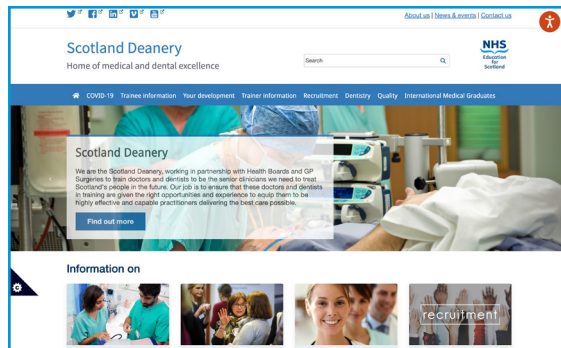 About us | News & events | Contact us
Scotland Deanery
Home of medical and dental excellence
Search
NHS
Education
for
Scotland
COVID-19 Trainee information Your development Trainer information Recruitment Dentistry Quality International Medical Graduates
Scotland Deanery
We are the Scotland Deanery, working in partnership with Health Boards and GP
Surgeries to train doctors and dentists to be the senior clinicians we need to treat
Scotland's people in the future. Our job is to ensure that these doctors and dentists
in training are given the right opportunities and experience to equip them to be
highly effective and capable practitioners delivering the best care possible.
Find out more
Information on
recruitment